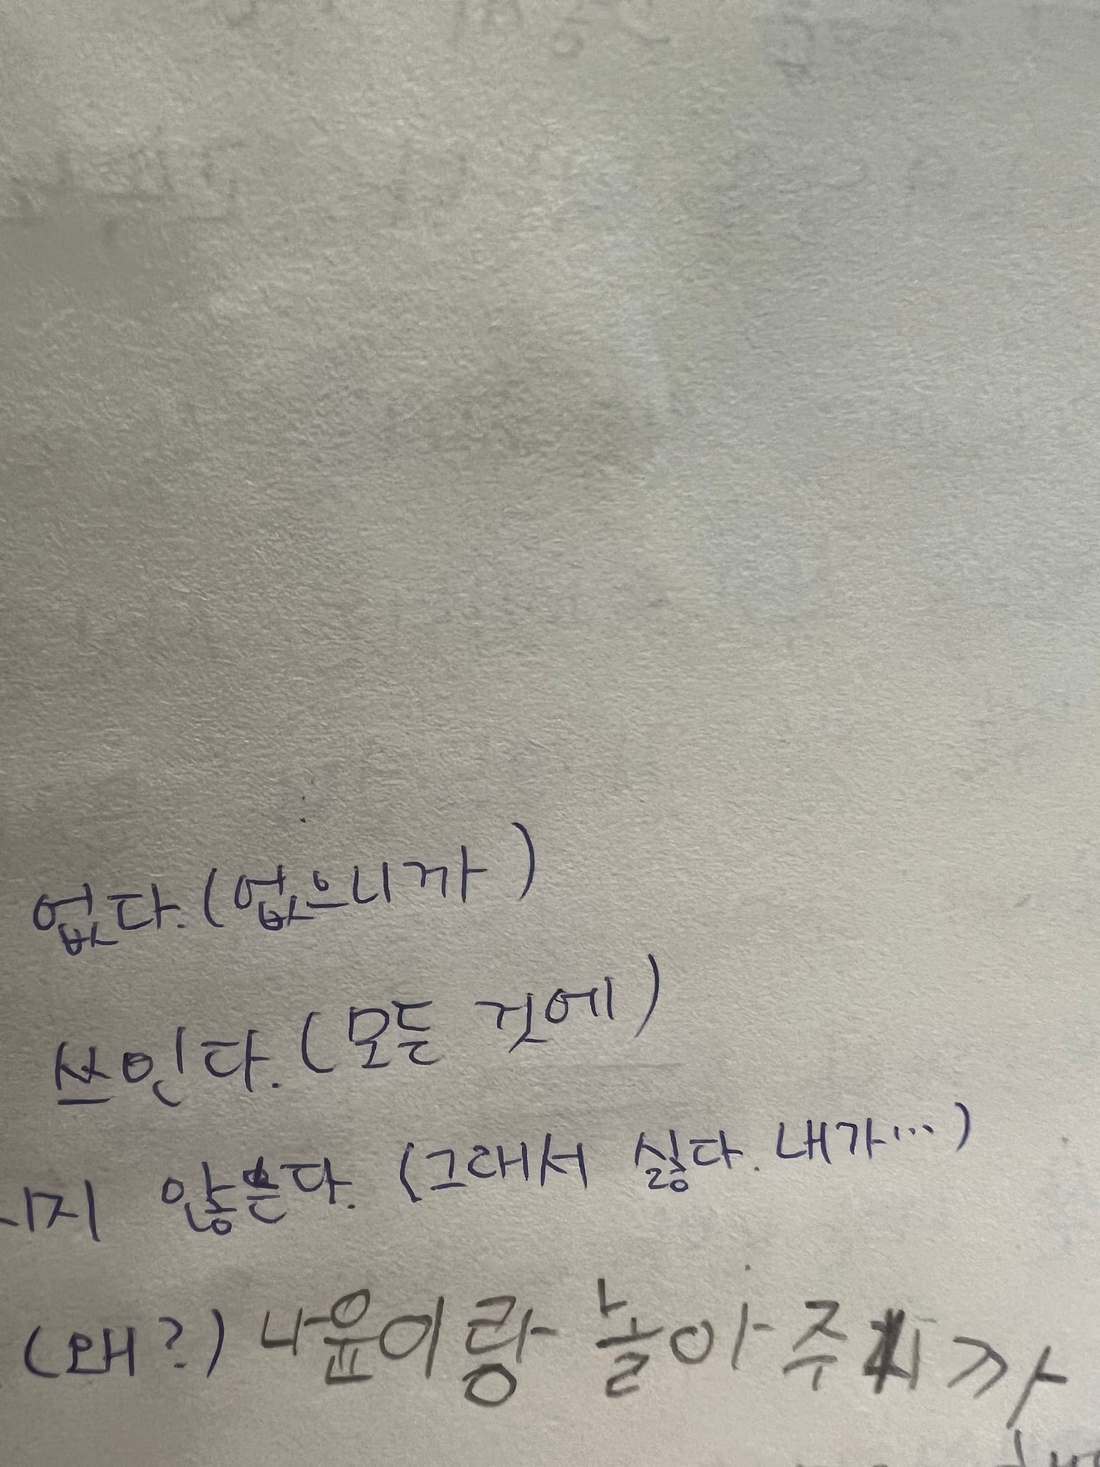 없다. (없으니까)
쓰인다. (모든 것에)
지 않는다. (그래서 싫다. 내가…)
(왜?) 나윤이랑 놀아주니까